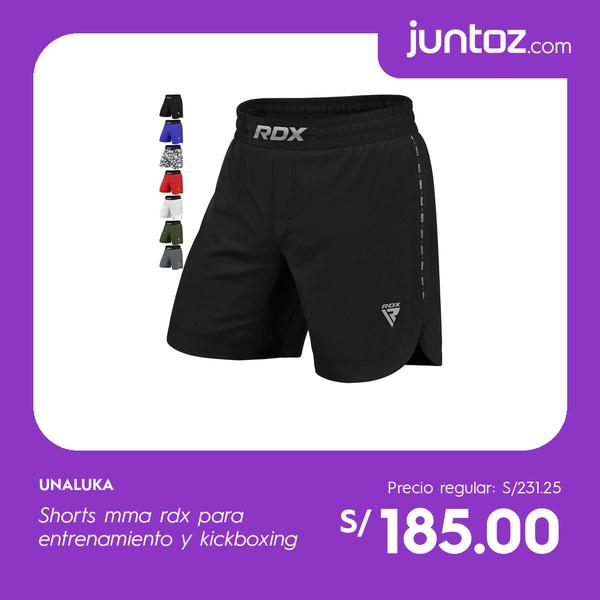 juntoz.com
RDX
RDX
UNALUKA
Shorts mma rdx para
entrenamiento y kickboxing
Precio regular: S/231.25
S/185.00